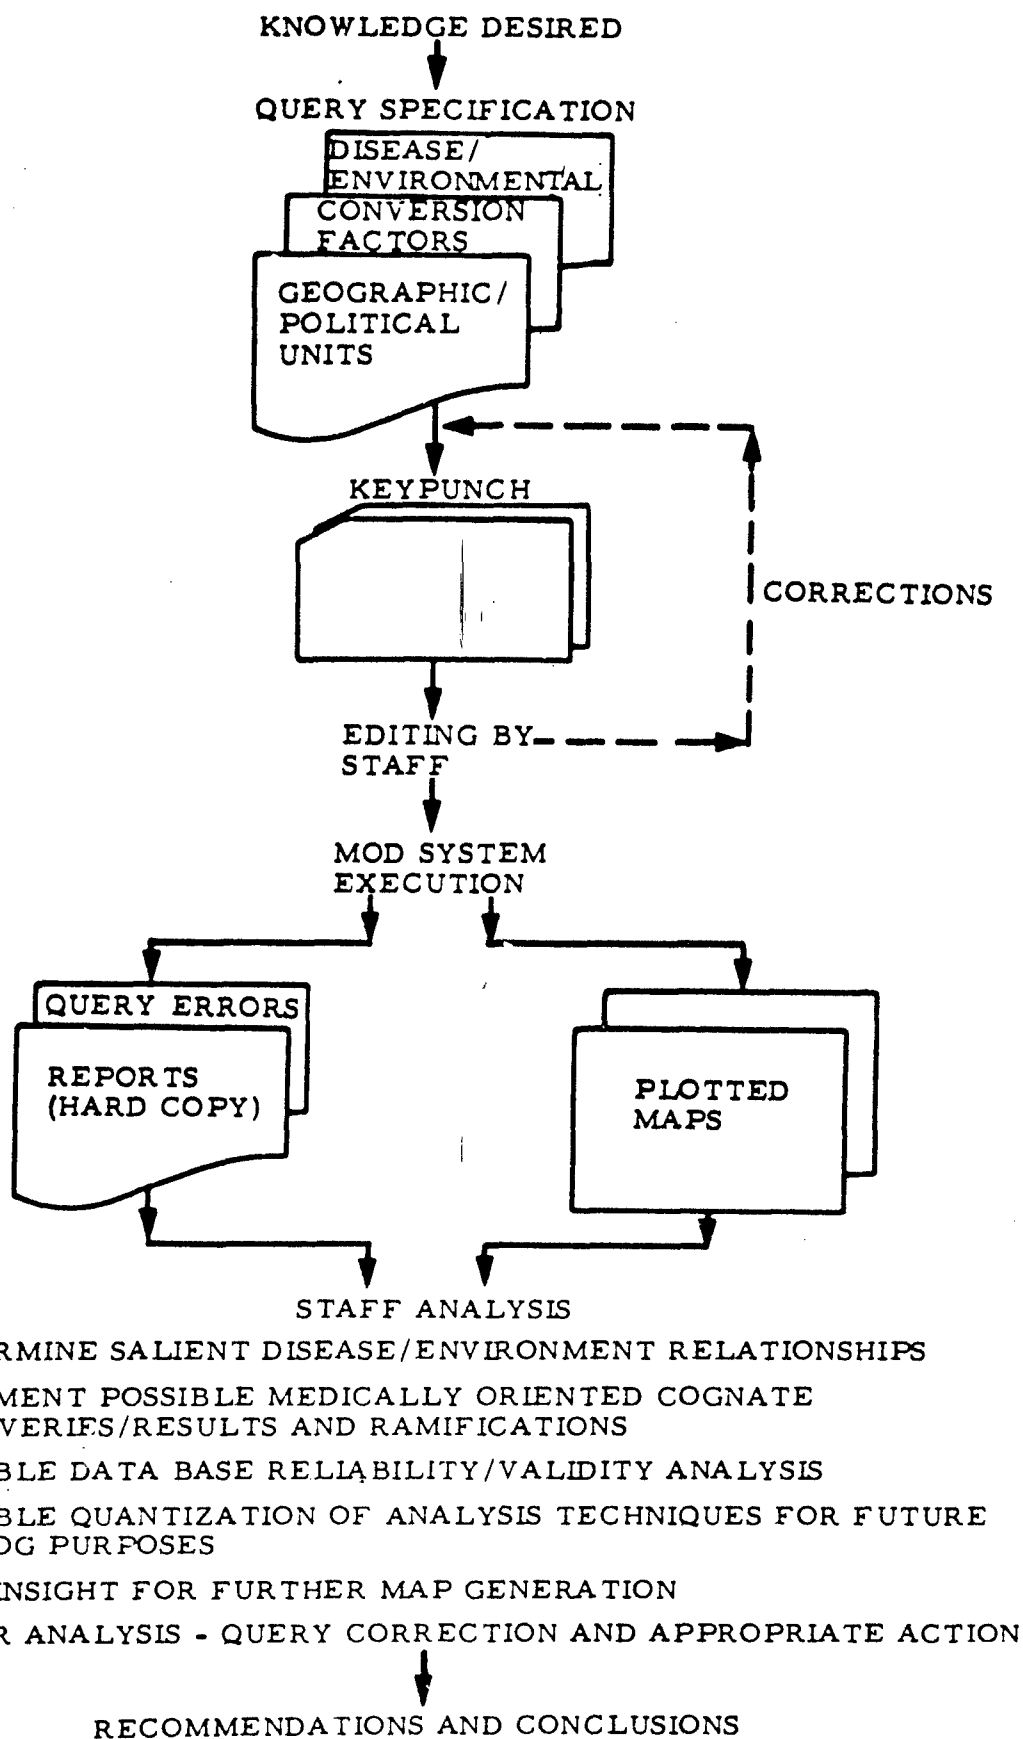 KNOWLEDGE DESIRED
QUERY SPECIFICATION
DISEASE/
ENVIRONMENTAL
CONVERSION
FACTORS
GEOGRAPHIC/
POLITICAL
UNITS
KEYPUNCH
CORRECTIONS
EDITING BY
STAFF
MOD SYSTEM
EXECUTION
QUERY ERRORS
REPORTS
(HARD COPY)
PLOTTED
MAPS
STAFF ANALYSIS
RMINE SALIENT DISEASE/ENVIRONMENT RELATIONSHIPS
MENT POSSIBLE MEDICALLY ORIENTED COGNATE
VERIES/RESULTS AND RAMIFICATIONS
BLE DATA BASE RELIABILITY/VALIDITY ANALYSIS
BLE QUANTIZATION OF ANALYSIS TECHNIQUES FOR FUTURE
OG PURPOSES
INSIGHT FOR FURTHER MAP GENERATION
R ANALYSIS - QUERY CORRECTION AND APPROPRIATE ACTION
RECOMMENDATIONS AND CONCLUSIONS